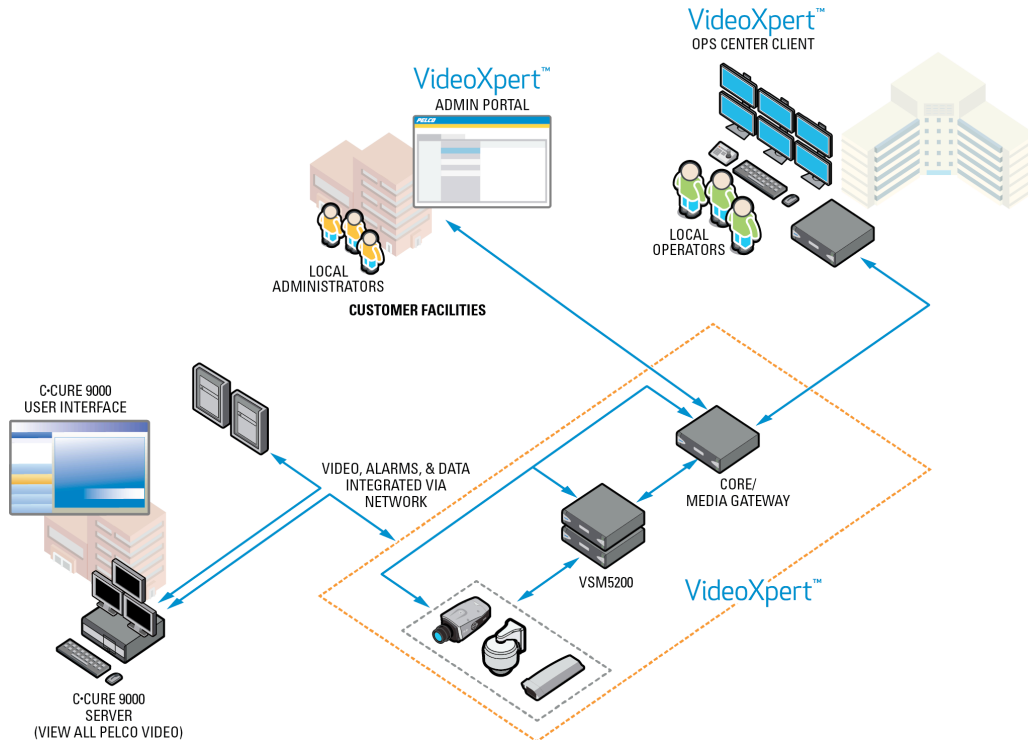 VideoXpert™
OPS CENTER CLIENT
VideoXpert™
ADMIN PORTAL
PELCO
LOCAL
OPERATORS
LOCAL
ADMINISTRATORS
CUSTOMER FACILITIES
C•CURE 9000
USER INTERFACE
VIDEO, ALARMS, & DATA
INTEGRATED VIA
NETWORK
CORE/
MEDIA GATEWAY
VSM5200
VideoXpert™
C•CURE 9000
SERVER
(VIEW ALL PELCO VIDEO)